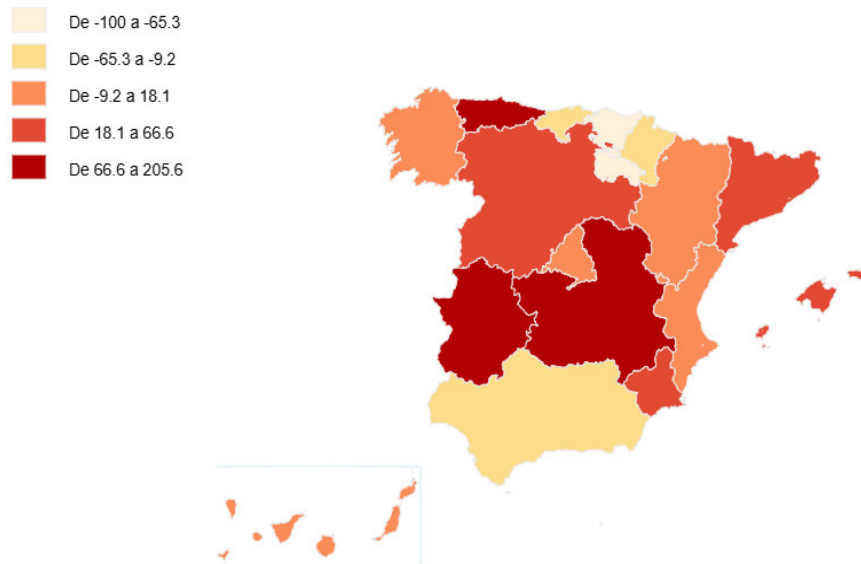 De -100 a -65.3
De -65.3 a -9.2
De -9.2 a 18.1
De 18.1 a 66.6
De 66.6 a 205.6